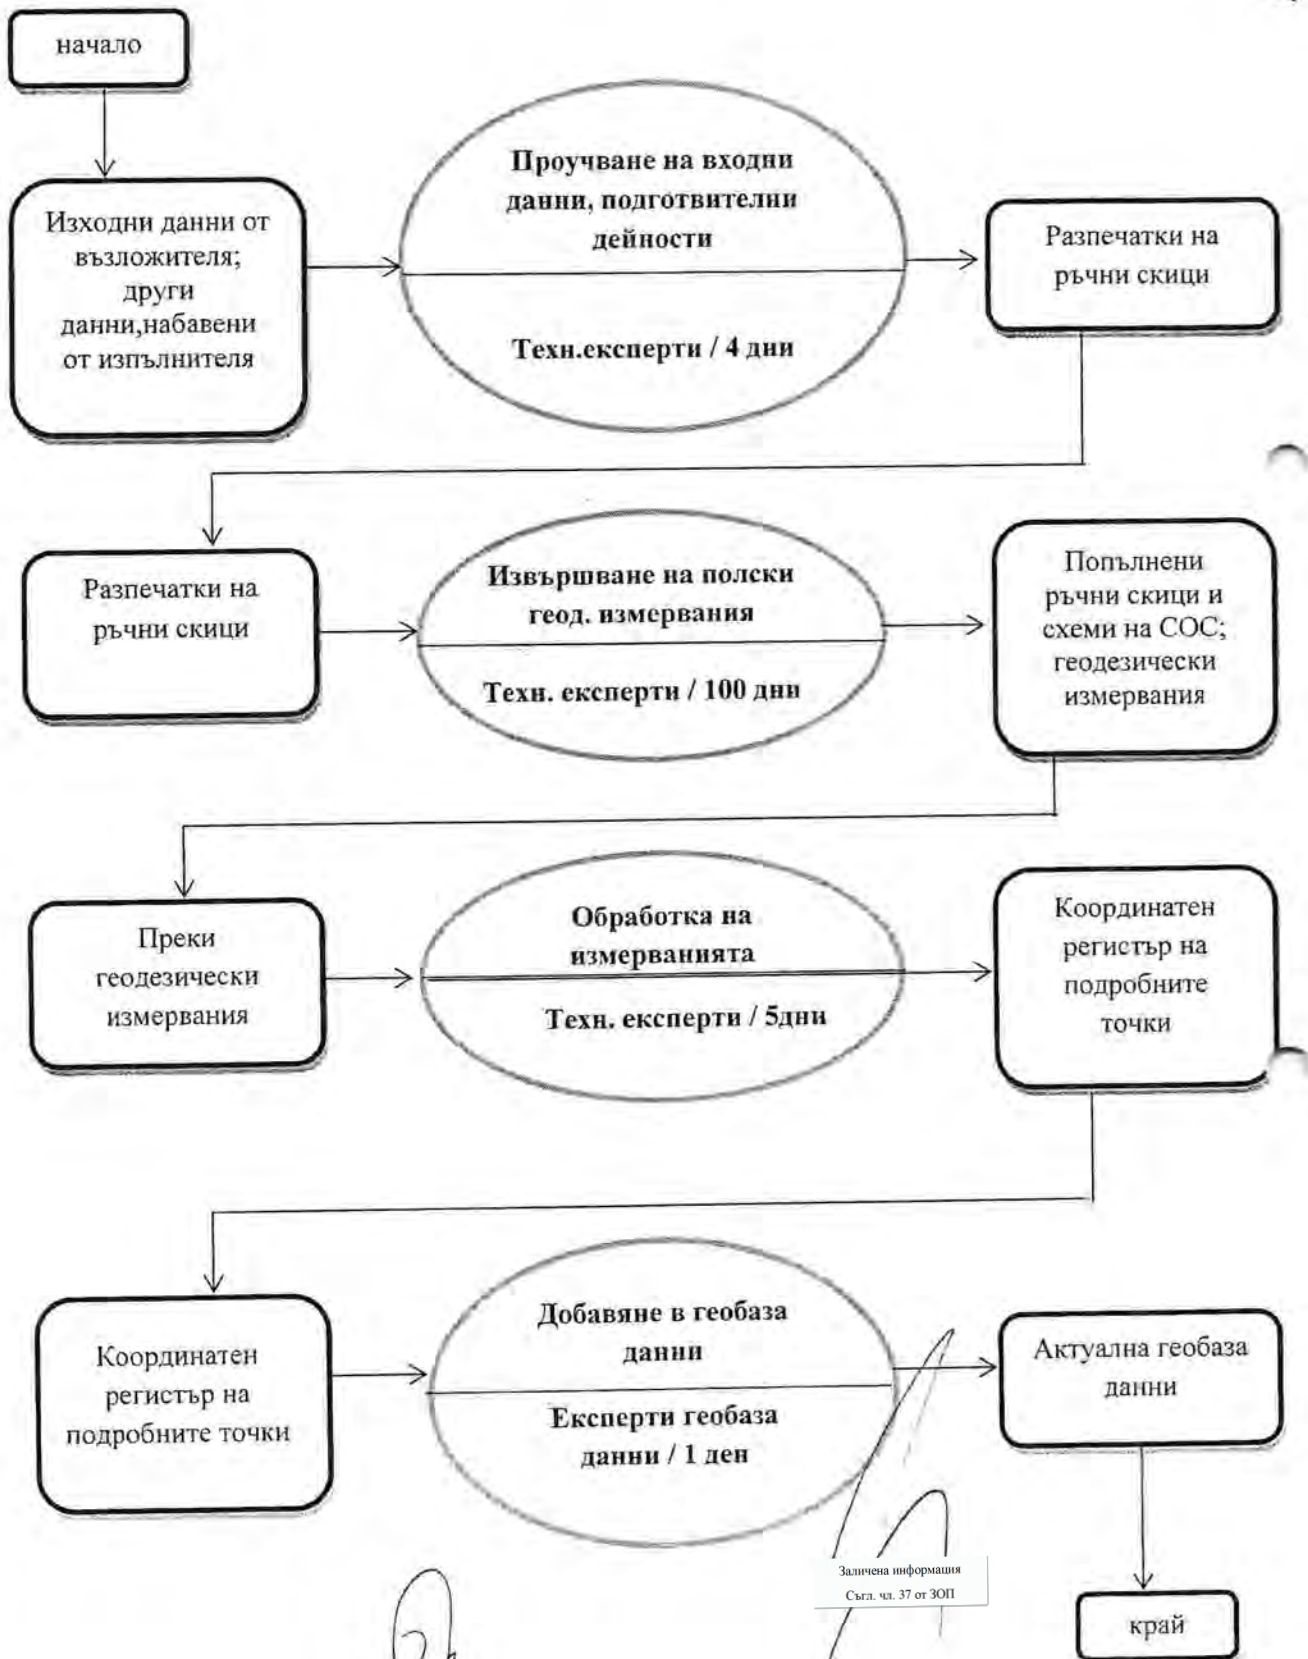 начало
Изходни данни от
възложителя;
други
данни,набавени
от изпълнителя
Проучване на входни
данни, подготвителни
дейности
Техн.експерти / 4 дни
Разпечатки на
ръчни скици
Разпечатки на
ръчни скици
Извършване на полски
геод. измервания
Техн. експерти / 100 дни
Попълнени
ръчни скици и
схеми на СОС;
геодезически
измервания
Преки
геодезически
измервания
Обработка на
измерванията
Техн. експерти / 5дни
Координатен
регистър на
подробните
точки
Координатен
регистър на
подробните точки
Добавяне в геобаза
данни
Експерти геобаза
данни / 1 ден
Актуална геобаза
данни
Заличена информация
Съгл. чл. 37 от ЗОП
край